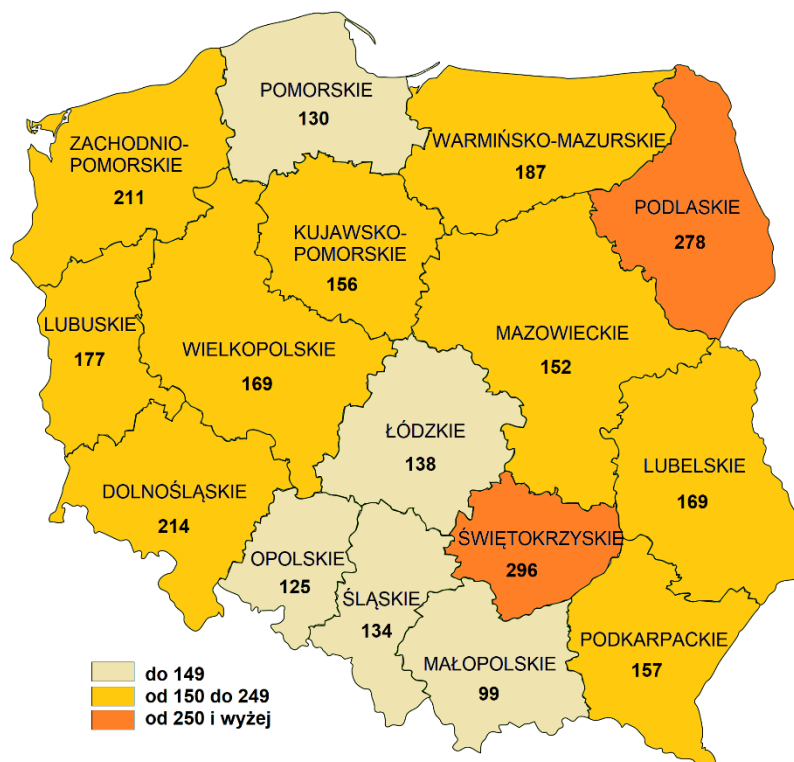 POMORSKIE
130
ZACHODNIO-
POMORSKIE
211
WARMIŃSKO-MAZURSKIE
187
PODLASKIE
278
KUJAWSKO-
POMORSKIE
156
LUBUSKIE
177
WIELKOPOLSKIE
169
MAZOWIECKIE
152
ŁÓDZKIE
138
LUBELSKIE
169
DOLNOŚLĄSKIE
214
ŚWIĘTOKRZYSKIE
296
OPOLSKIE
125
ŚLĄSKIE
134
MAŁOPOLSKIE
99
PODKARPACKIE
157
do 149
od 150 do 249
od 250 i wyżej